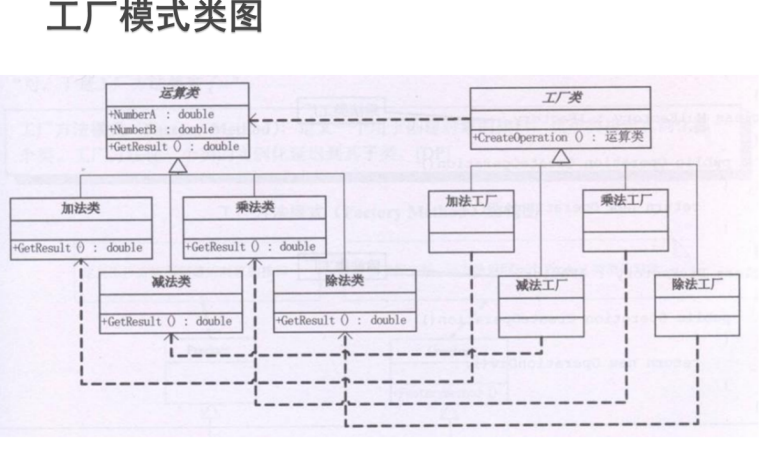 工厂模式类图
运算类
+NumberA : double
+NumberB : double
+GetResult () : double
工厂类
+CreateOperation () : 运算类
加法类
+GetResult () : double
乘法类
+GetResult () : double
加法工厂
乘法工厂
减法类
+GetResult () : double
除法类
+GetResult () : double
减法工厂
除法工厂